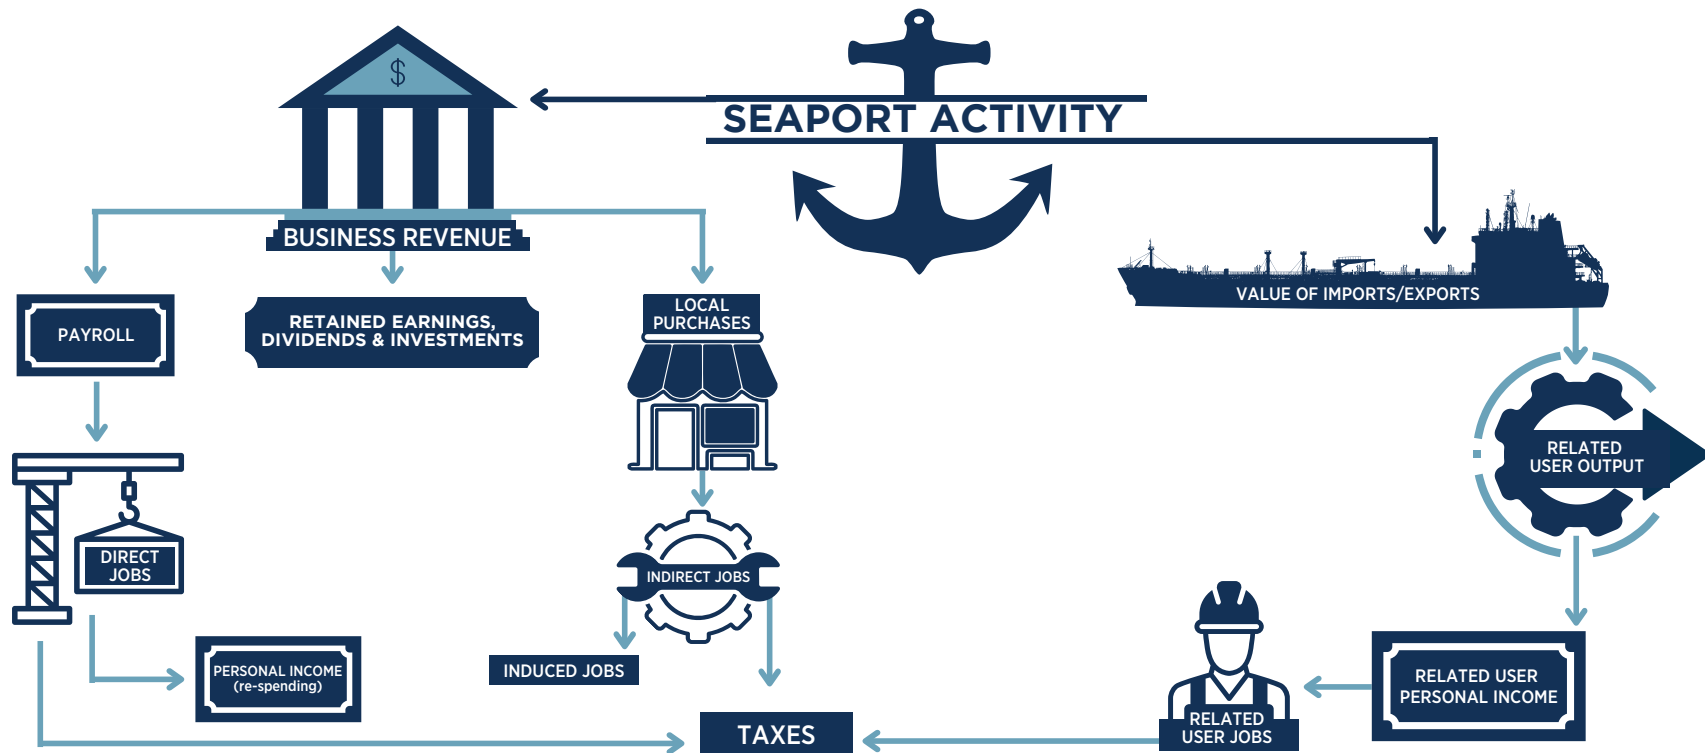 SEAPORT ACTIVITY
$
BUSINESS REVENUE
PAYROLL
RETAINED EARNINGS,
DIVIDENDS & INVESTMENTS
LOCAL
PURCHASES
VALUE OF IMPORTS/EXPORTS
RELATED
USER OUTPUT
DIRECT
JOBS
INDIRECT JOBS
PERSONAL INCOME
(re-spending)
INDUCED JOBS
RELATED USER
PERSONAL INCOME
RELATED
USER JOBS
TAXES